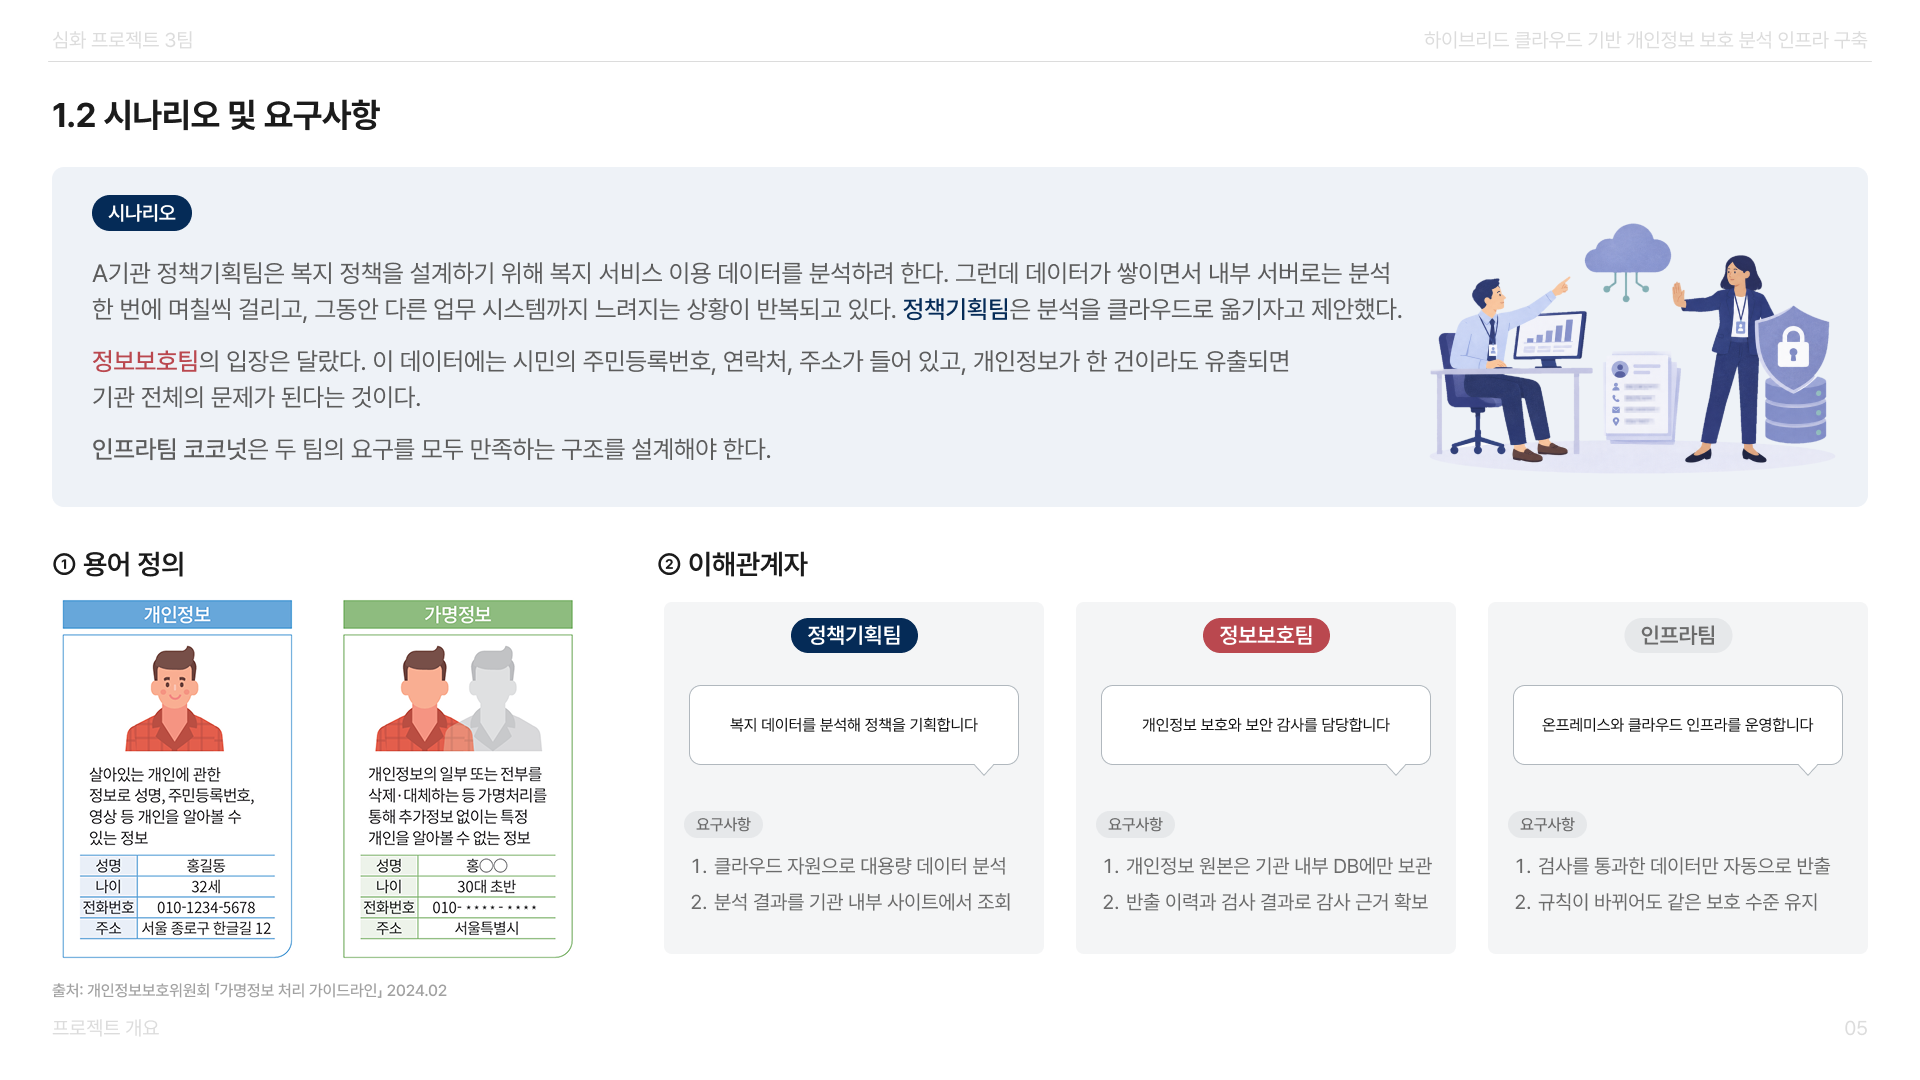 심화 프로젝트 3팀
하이브리드 클라우드 기반 개인정보 보호 분석 인프라 구축
1.2 시나리오 및 요구사항
시나리오
A기관 정책기획팀은 복지 정책을 설계하기 위해 복지 서비스 이용 데이터를 분석하려 한다. 그런데 데이터가 쌓이면서 내부 서버로는 분석
한 번에 며칠씩 걸리고, 그동안 다른 업무 시스템까지 느려지는 상황이 반복되고 있다. 정책기획팀은 분석을 클라우드로 옮기자고 제안했다.
정보보호팀의 입장은 달랐다. 이 데이터에는 시민의 주민등록번호, 연락처, 주소가 들어 있고, 개인정보가 한 건이라도 유출되면
기관 전체의 문제가 된다는 것이다.
인프라팀 코코넛은 두 팀의 요구를 모두 만족하는 구조를 설계해야 한다.
① 용어 정의
개인정보
살아있는 개인에 관한
정보로 성명, 주민등록번호,
영상 등 개인을 알아볼 수
있는 정보
성명 홍길동
나이 32세
전화번호 010-1234-5678
주소 서울 종로구 한글길 12
가명정보
개인정보의 일부 또는 전부를
삭제·대체하는 등 가명처리를
통해 추가정보 없이는 특정
개인을 알아볼 수 없는 정보
성명 홍○○
나이 30대 초반
전화번호 010-****-****
주소 서울특별시
출처: 개인정보보호위원회 「가명정보 처리 가이드라인」 2024.02
② 이해관계자
정책기획팀
복지 데이터를 분석해 정책을 기획합니다
요구사항
1. 클라우드 자원으로 대용량 데이터 분석
2. 분석 결과를 기관 내부 사이트에서 조회
정보보호팀
개인정보 보호와 보안 감사를 담당합니다
요구사항
1. 개인정보 원본은 기관 내부 DB에만 보관
2. 반출 이력과 검사 결과로 감사 근거 확보
인프라팀
온프레미스와 클라우드 인프라를 운영합니다
요구사항
1. 검사를 통과한 데이터만 자동으로 반출
2. 규칙이 바뀌어도 같은 보호 수준 유지
프로젝트 개요
05